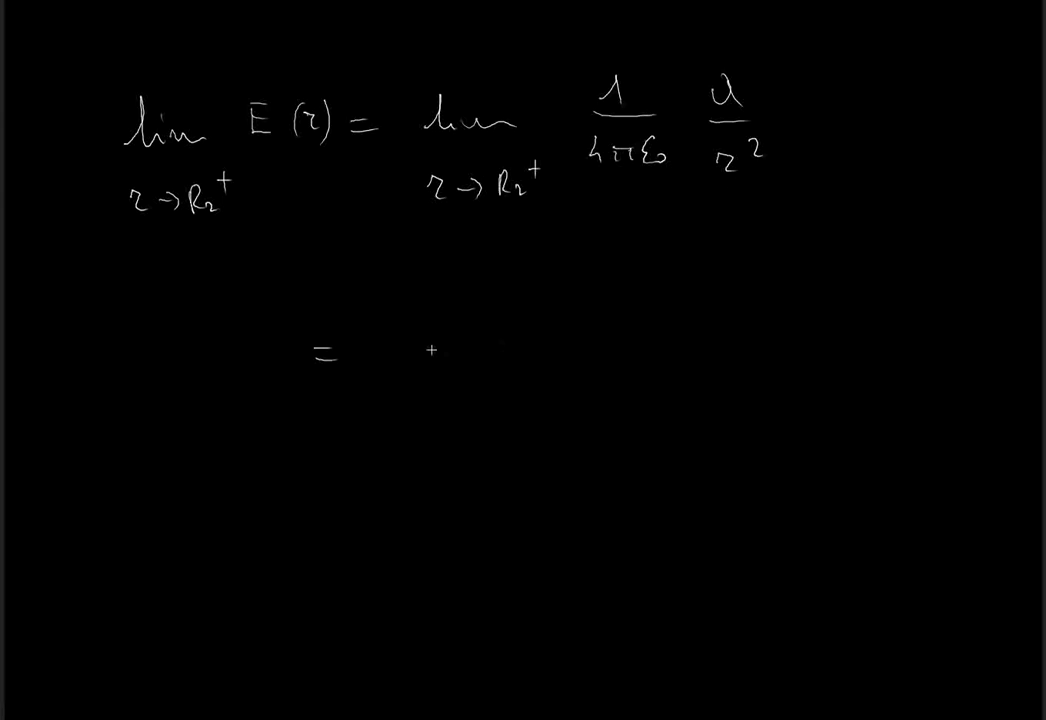 lim E(r) = lim 1/4πε₀ Q/r²
r→R₂⁺ r→R₂⁺
= +